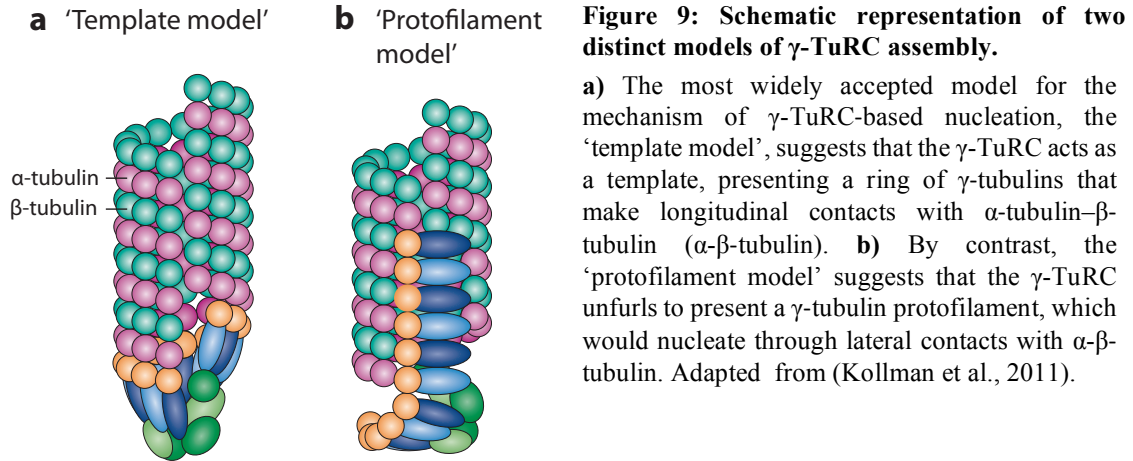 a 'Template model'
b 'Protofilament
model'
α-tubulin
β-tubulin
Figure 9: Schematic representation of two
distinct models of γ-TuRC assembly.
a) The most widely accepted model for the
mechanism of γ-TuRC-based nucleation, the
‘template model’, suggests that the γ-TuRC acts as
a template, presenting a ring of γ-tubulins that
make longitudinal contacts with α-tubulin–β-
tubulin (α-β-tubulin). b) By contrast, the
‘protofilament model’ suggests that the γ-TuRC
unfurls to present a γ-tubulin protofilament, which
would nucleate through lateral contacts with α-β-
tubulin. Adapted from (Kollman et al., 2011).